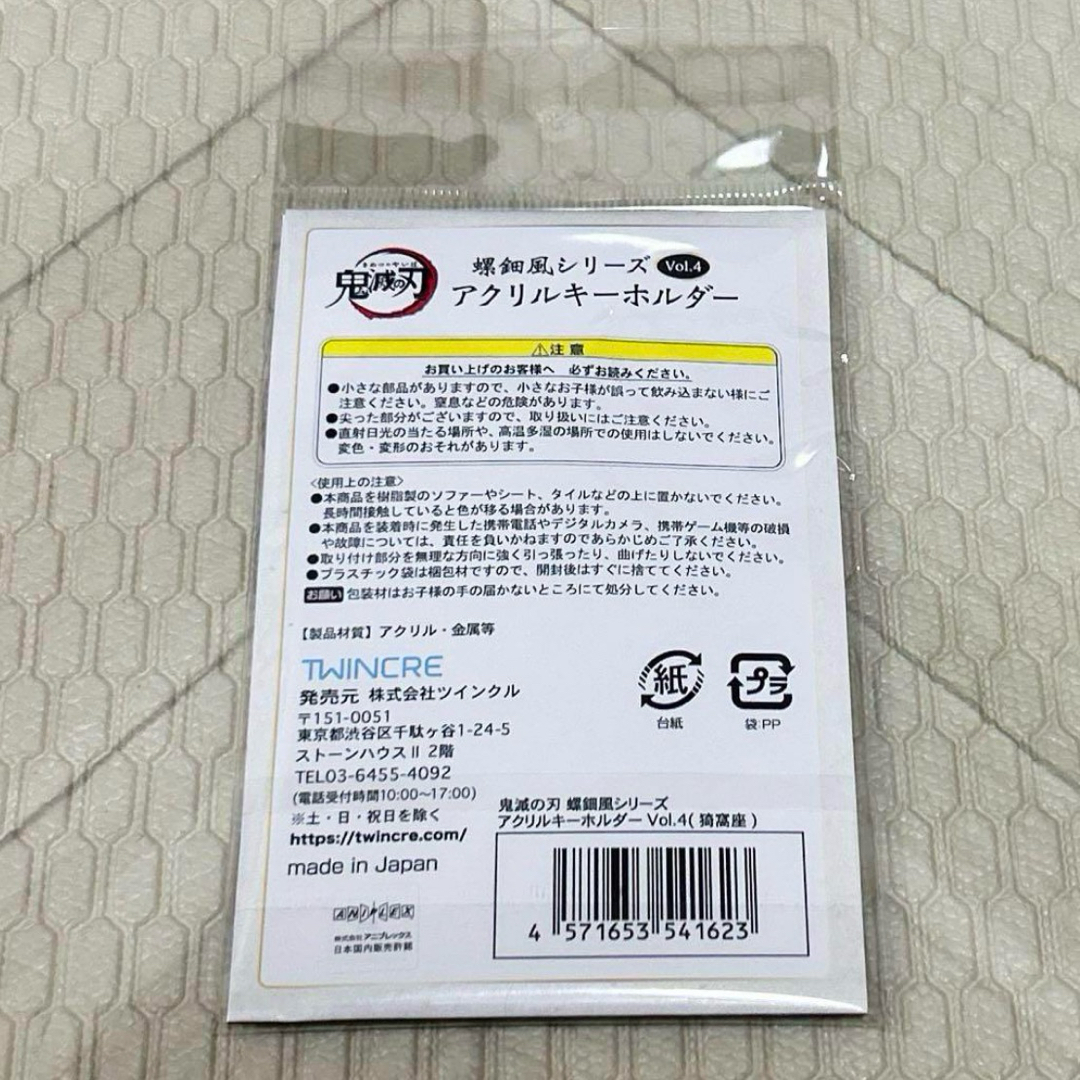 きめつのやいば
鬼滅の刃
螺鈿風シリーズ Vol.4
アクリルキーホルダー
⚠注意
お買い上げのお客様へ 必ずお読みください。
●小さな部品がありますので、小さなお子様が誤って飲み込まない様にご
注意ください。窒息などの危険があります。
●尖った部分がございますので、取り扱いにはご注意ください。
●直射日光の当たる場所や、高温多湿の場所での使用はしないでください。
変色・変形のおそれがあります。
〈使用上の注意〉
●本商品を樹脂製のソファーやシート、タイルなどの上に置かないでください。
長時間接触していると色が移る場合があります。
●本商品を装着時に発生した携帯電話やデジタルカメラ、携帯ゲーム機等の破損
や故障については、責任を負いかねますのであらかじめご了承ください。
●取り付け部分を無理な方向に強く引っ張ったり、曲げたりしないでください。
●プラスチック袋は梱包材ですので、開封後はすぐに捨ててください。
お願い 包装材はお子様の手の届かないところにて処分してください。
【製品材質】アクリル・金属等
TWINCRE
発売元 株式会社ツインクル
〒151-0051
東京都渋谷区千駄ヶ谷1-24-5
ストーンハウスⅡ 2階
TEL03-6455-4092
(電話受付時間10:00~17:00)
※土・日・祝日を除く
https://twincre.com/
made in Japan
紙
台紙
プラ
袋:PP
ANIPLEX
株式会社アニプレックス
日本国内販売許諾
鬼滅の刃 螺鈿風シリーズ
アクリルキーホルダー Vol.4(猗窩座)
4 571653 541623